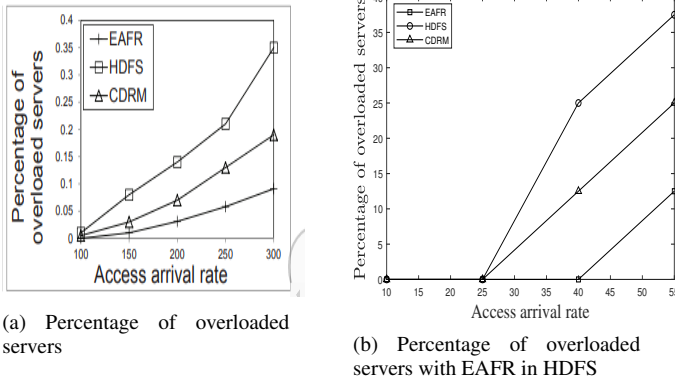 0.4
0.35
0.3
0.25
0.2
0.15
0.1
0.05
0
Percentage of
overloaed servers
EAFR
HDFS
CDRM
100 150 200 250 300
Access arrival rate
(a) Percentage of overloaded
servers
35
30
25
20
15
10
5
0
Percentage of overloaded servers
EAFR
HDFS
CDRM
10 15 20 25 30 35 40 45 50 55
Access arrival rate
(b) Percentage of overloaded
servers with EAFR in HDFS